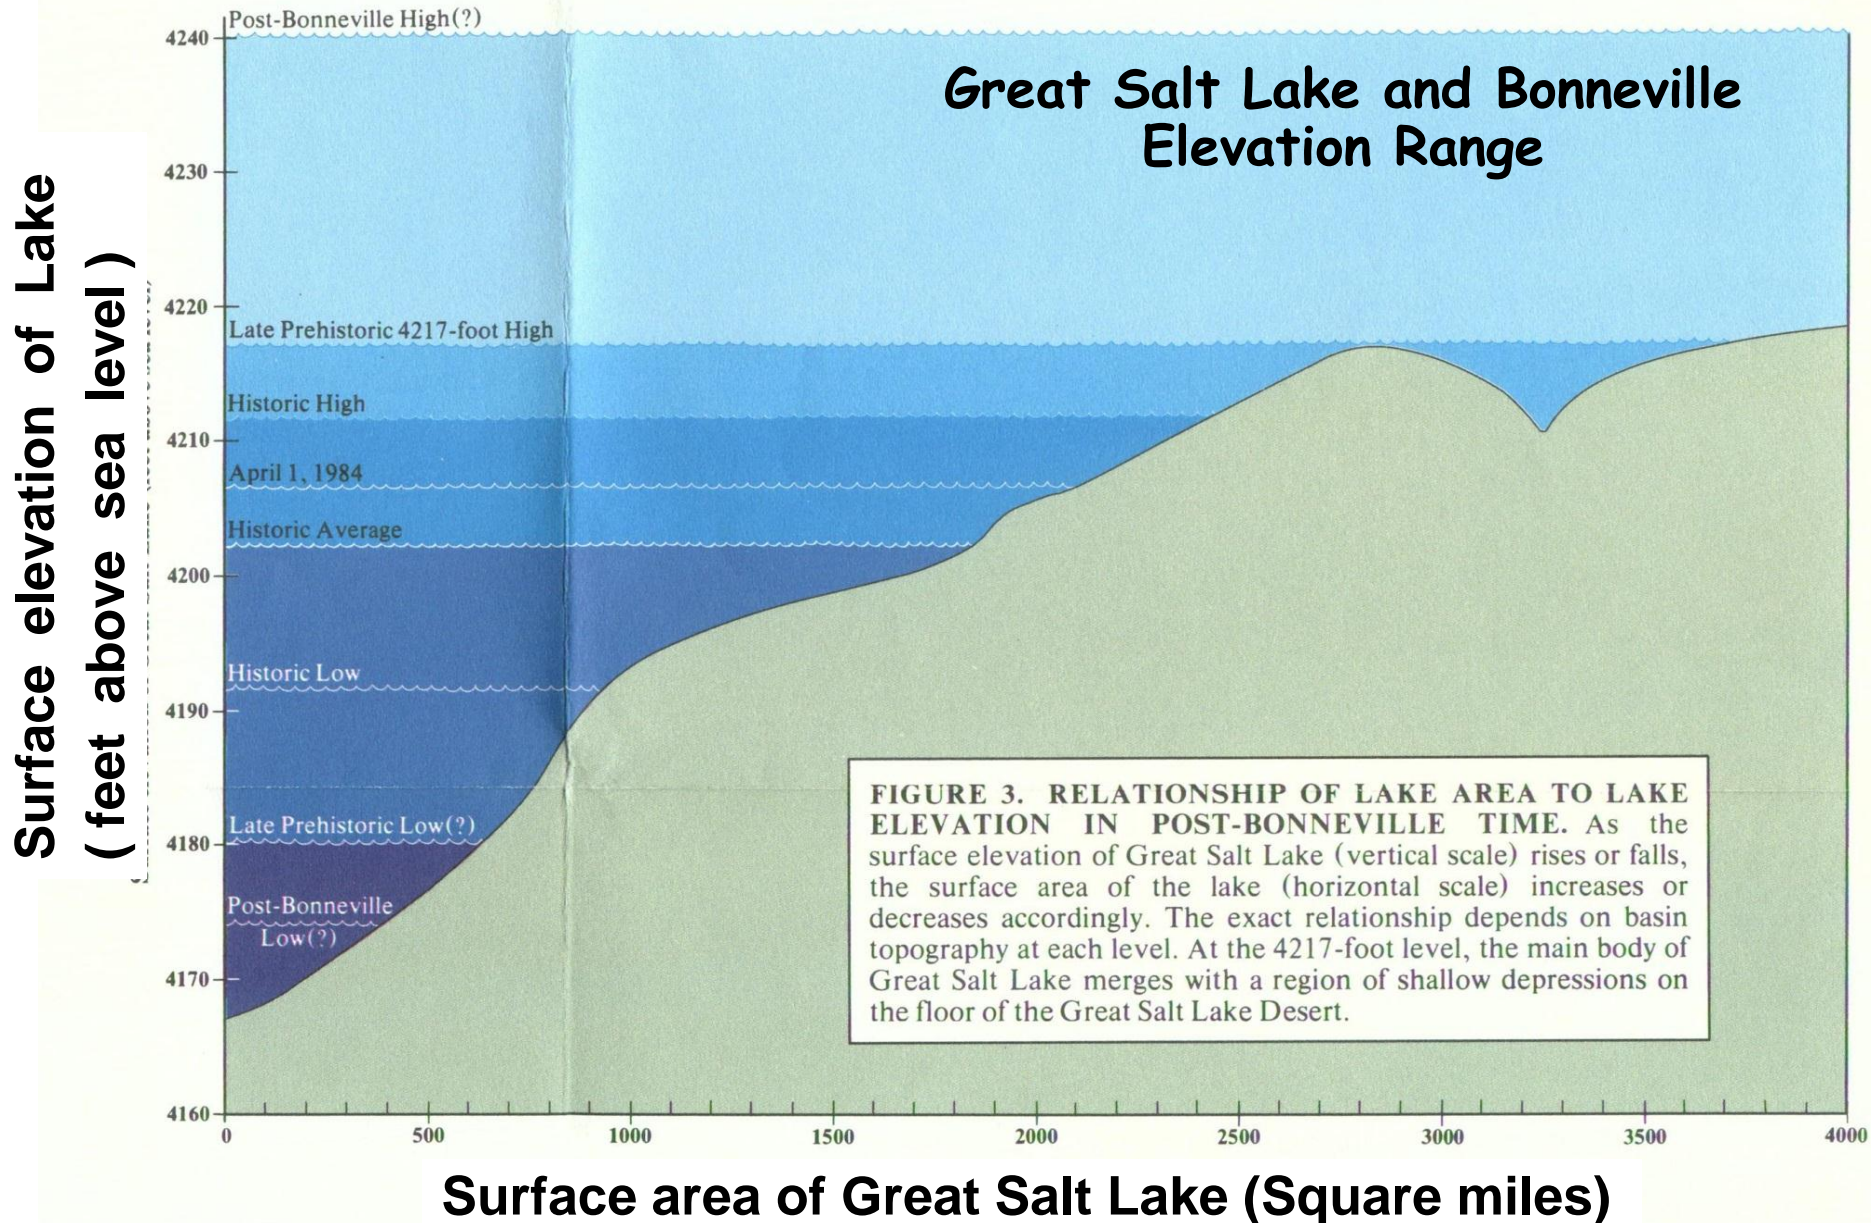 Post-Bonneville High(?)
4240
Great Salt Lake and Bonneville
Elevation Range
4230
4220
Late Prehistoric 4217-foot High
Historic High
4210
April 1, 1984
Historic Average
4200
Historic Low
4190
Late Prehistoric Low(?)
4180
Post-Bonneville
Low(?)
4170
4160
0 500 1000 1500 2000 2500 3000 3500 4000
Surface elevation of Lake
( feet above sea level )
FIGURE 3. RELATIONSHIP OF LAKE AREA TO LAKE
ELEVATION IN POST-BONNEVILLE TIME. As the
surface elevation of Great Salt Lake (vertical scale) rises or falls,
the surface area of the lake (horizontal scale) increases or
decreases accordingly. The exact relationship depends on basin
topography at each level. At the 4217-foot level, the main body of
Great Salt Lake merges with a region of shallow depressions on
the floor of the Great Salt Lake Desert.
Surface area of Great Salt Lake (Square miles)